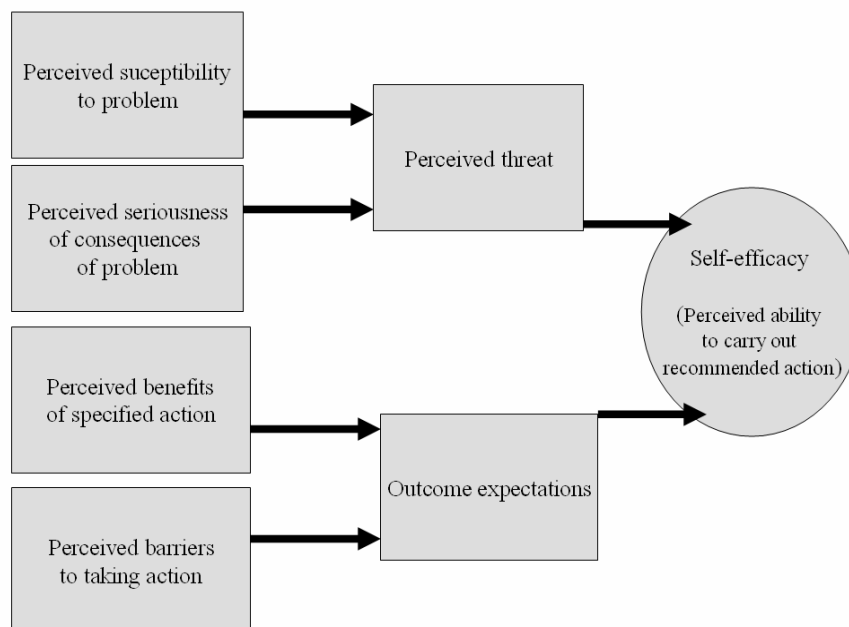 Perceived suceptibility
to problem
Perceived seriousness
of consequences
of problem
Perceived benefits
of specified action
Perceived barriers
to taking action
Perceived threat
Outcome expectations
Self-efficacy
(Perceived ability
to carry out
recommended action)